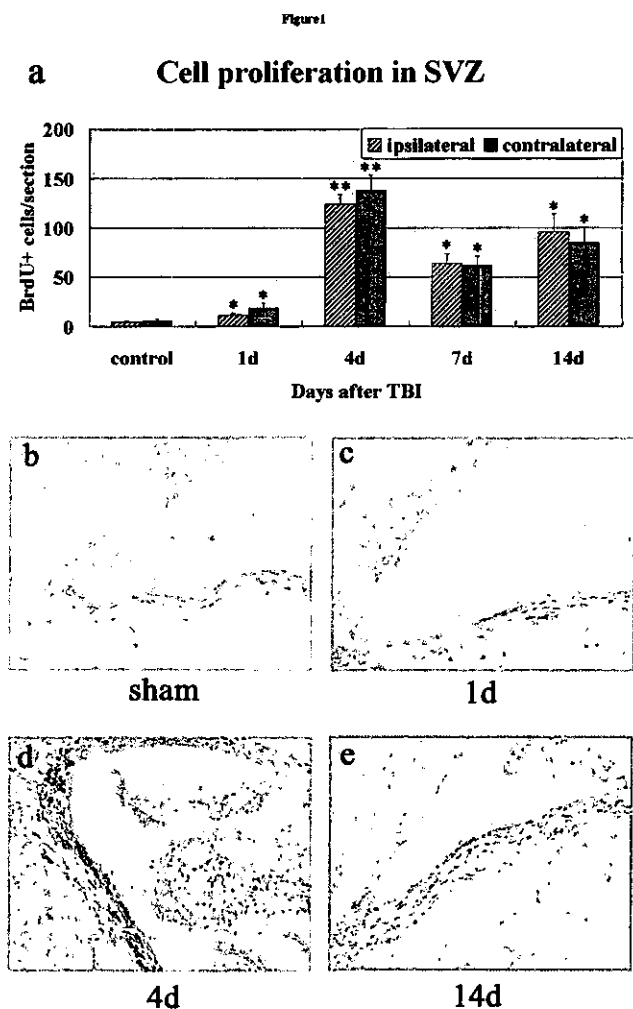 Figure1
a Cell proliferation in SVZ
200
150
100
50
0
BrdU+ cells/section
ipsilateral contralateral
* * ** ** * * * *
control 1d 4d 7d 14d
Days after TBI
b c
sham 1d
d e
4d 14d